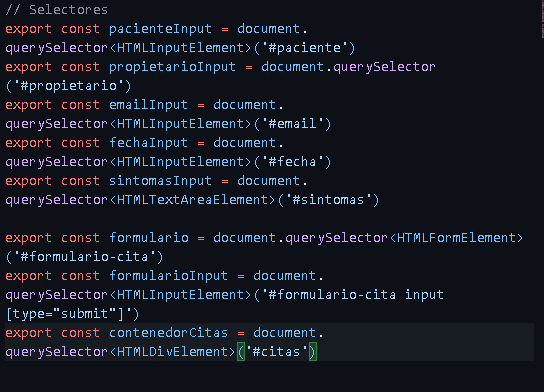 // Selectores
export const pacienteInput = document.
querySelector<HTMLInputElement>('#paciente')
export const propietarioInput = document.querySelector
('#propietario')
export const emailInput = document.
querySelector<HTMLInputElement>('#email')
export const fechaInput = document.
querySelector<HTMLInputElement>('#fecha')
export const sintomasInput = document.
querySelector<HTMLTextAreaElement>('#sintomas')
export const formulario = document.querySelector<HTMLFormElement>
('#formulario-cita')
export const formularioInput = document.
querySelector<HTMLInputElement>('#formulario-cita input
[type="submit"]')
export const contenedorCitas = document.
querySelector<HTMLDivElement>('#citas')